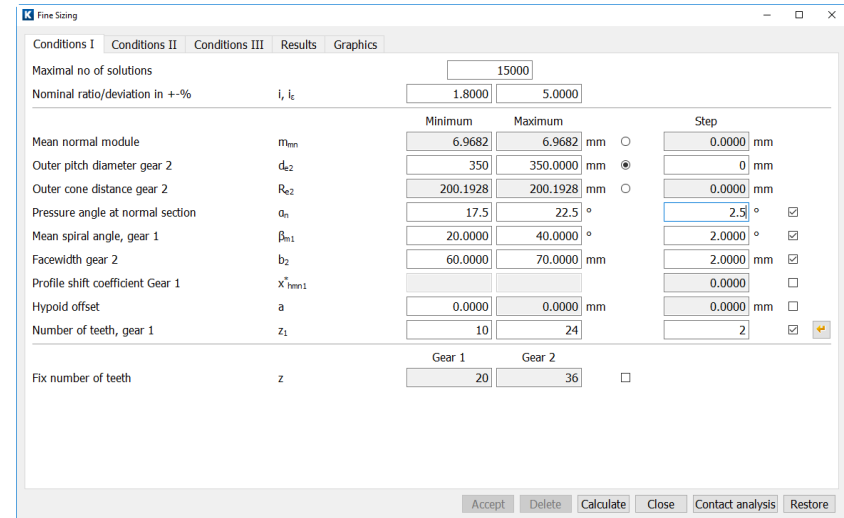 K Fine Sizing
Conditions I Conditions II Conditions III Results Graphics
Maximal no of solutions 15000
Nominal ratio/deviation in +-% i, iε 1.8000 5.0000
Minimum Maximum Step
Mean normal module mmn 6.9682 6.9682 mm 0.0000 mm
Outer pitch diameter gear 2 de2 350 350.0000 mm 0 mm
Outer cone distance gear 2 Re2 200.1928 200.1928 mm 0.0000 mm
Pressure angle at normal section αn 17.5 22.5 ° 2.5 °
Mean spiral angle, gear 1 βm1 20.0000 40.0000 ° 2.0000 °
Facewidth gear 2 b2 60.0000 70.0000 mm 2.0000 mm
Profile shift coefficient Gear 1 x*hmn1 0.0000
Hypoid offset a 0.0000 0.0000 mm 0.0000 mm
Number of teeth, gear 1 z1 10 24 2
Gear 1 Gear 2
Fix number of teeth z 20 36
Accept Delete Calculate Close Contact analysis Restore